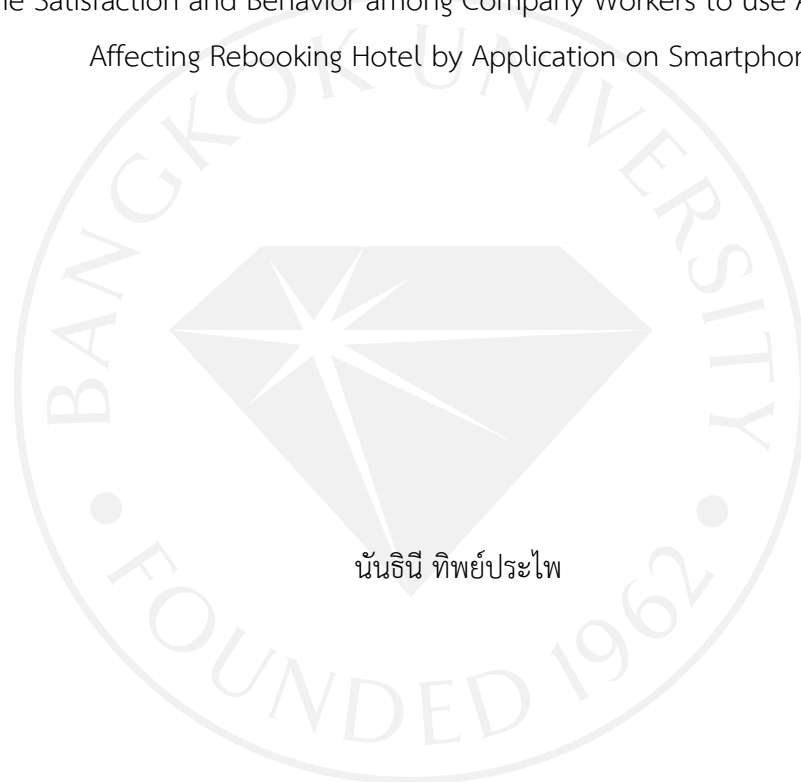 Satisfaction and Behavior among Company Workers to use
Affecting Rebooking Hotel by Application on
BANGKOK UNIVERSITY
นันธินี ทิพย์ประไพ
FOUNDED 1962